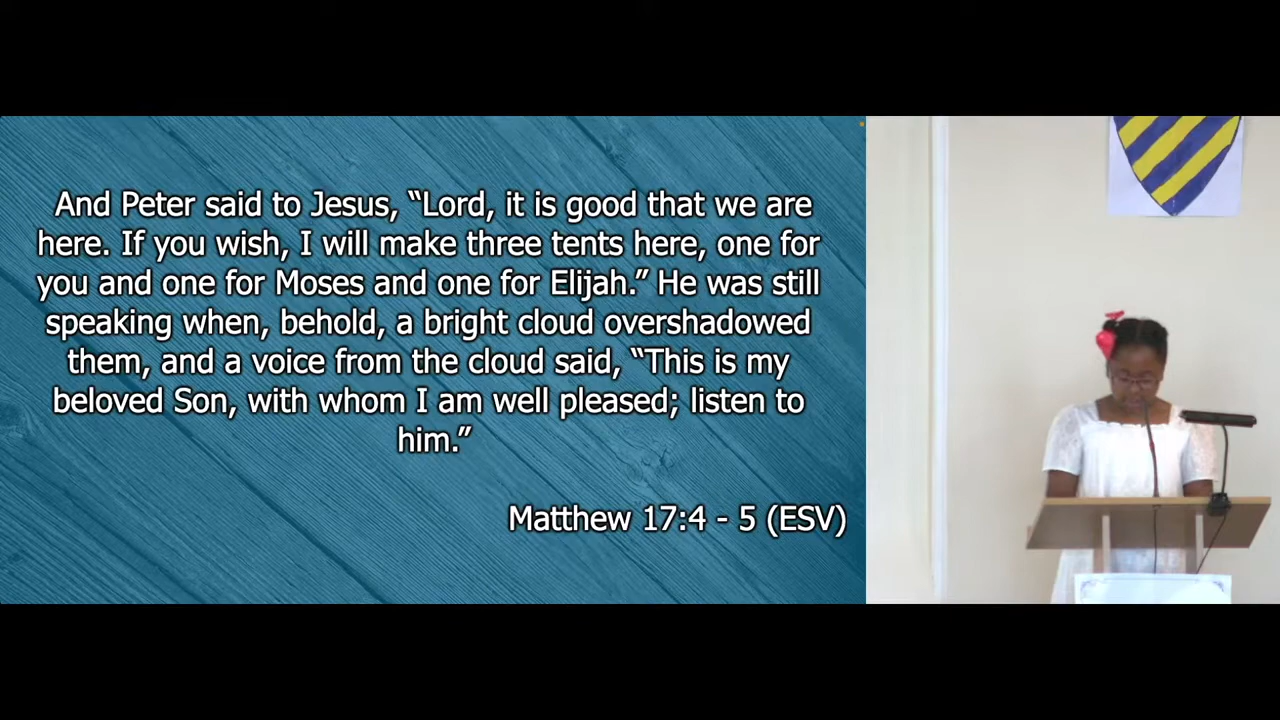 And Peter said to Jesus, “Lord, it is good that we are
here. If you wish, I will make three tents here, one for
you and one for Moses and one for Elijah.” He was still
speaking when, behold, a bright cloud overshadowed
them, and a voice from the cloud said, “This is my
beloved Son, with whom I am well pleased; listen to
him.”
Matthew 17:4 - 5 (ESV)